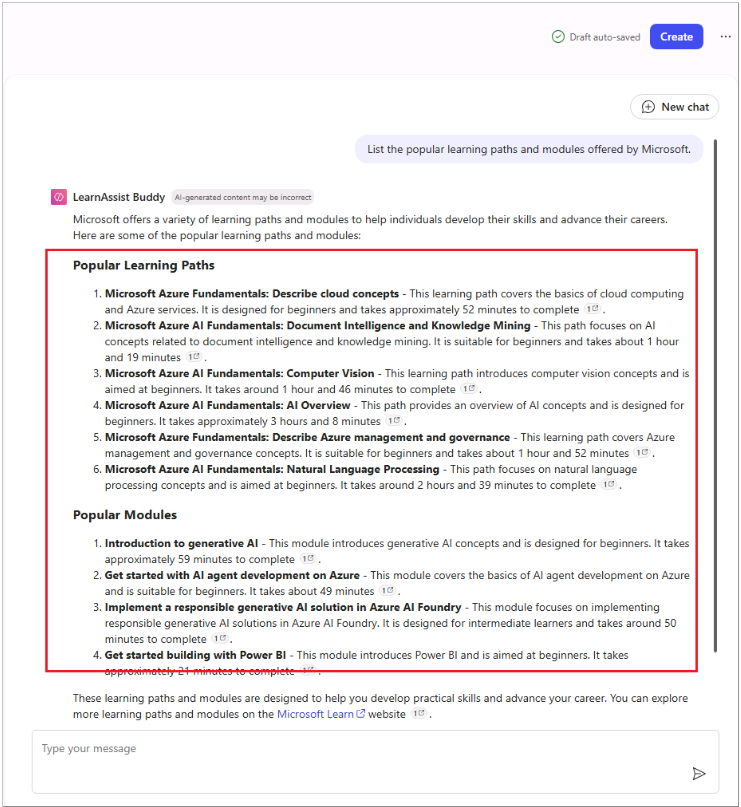 Draft auto-saved
Create
...
New chat
List the popular learning paths and modules offered by Microsoft.
LearnAssist Buddy AI-generated content may be incorrect
Microsoft offers a variety of learning paths and modules to help individuals develop their skills and advance their careers.
Here are some of the popular learning paths and modules:
Popular Learning Paths
1. Microsoft Azure Fundamentals: Describe cloud concepts - This learning path covers the basics of cloud computing
and Azure services. It is designed for beginners and takes approximately 52 minutes to complete 1 .
2. Microsoft Azure AI Fundamentals: Document Intelligence and Knowledge Mining - This path focuses on AI
concepts related to document intelligence and knowledge mining. It is suitable for beginners and takes about 1 hour
and 19 minutes 1 .
3. Microsoft Azure AI Fundamentals: Computer Vision - This learning path introduces computer vision concepts and is
aimed at beginners. It takes around 1 hour and 46 minutes to complete 1 .
4. Microsoft Azure AI Fundamentals: AI Overview - This path provides an overview of AI concepts and is designed for
beginners. It takes approximately 3 hours and 8 minutes 1 .
5. Microsoft Azure Fundamentals: Describe Azure management and governance - This learning path covers Azure
management and governance concepts. It is suitable for beginners and takes about 1 hour and 52 minutes 1 .
6. Microsoft Azure AI Fundamentals: Natural Language Processing - This path focuses on natural language
processing concepts and is aimed at beginners. It takes around 2 hours and 39 minutes to complete 1 .
Popular Modules
1. Introduction to generative AI - This module introduces generative AI concepts and is designed for beginners. It takes
approximately 59 minutes to complete 1 .
2. Get started with AI agent development on Azure - This module covers the basics of AI agent development on Azure
and is suitable for beginners. It takes about 49 minutes 1 .
3. Implement a responsible generative AI solution in Azure AI Foundry - This module focuses on implementing
responsible generative AI solutions in Azure AI Foundry. It is designed for intermediate learners and takes around 50
minutes to complete 1 .
4. Get started building with Power BI - This module introduces Power BI and is aimed at beginners. It takes
approximately 21 minutes to complete 1 .
These learning paths and modules are designed to help you develop practical skills and advance your career. You can explore
more learning paths and modules on the Microsoft Learn website 1 .
Type your message